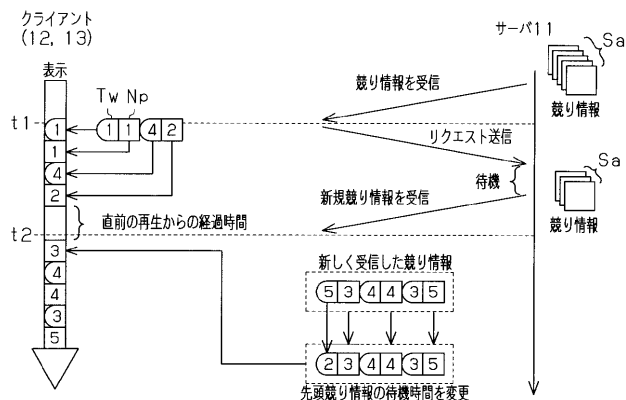 クライアント
(12, 13)
サーバ11
表示
Sa
競り情報を受信
競り情報
Tw Np
t1
1
1 1 4 2
リクエスト送信
1
待機
Sa
4
新規競り情報を受信
2
競り情報
直前の再生からの経過時間
t2
3
新しく受信した競り情報
4
5 3 4 4 3 5
4
3
5
2 3 4 4 3 5
先頭競り情報の待機時間を変更